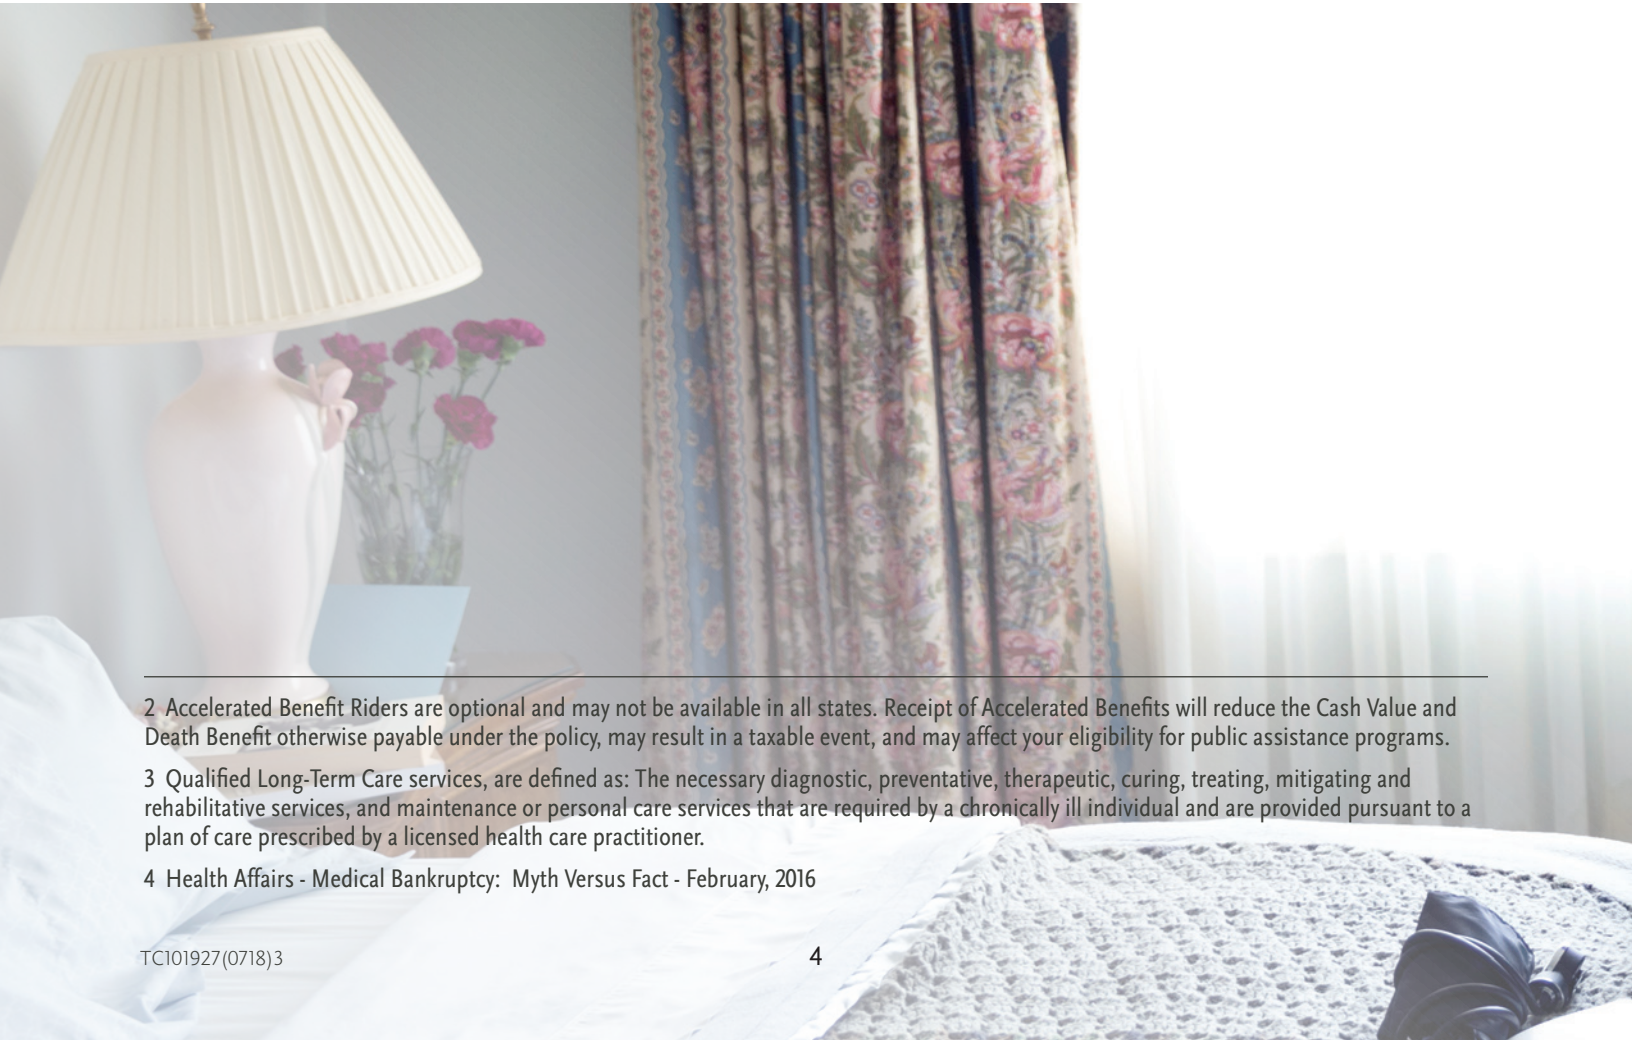 2 Accelerated Benefit Riders are optional and may not be available in all states. Receipt of Accelerated Benefits will reduce the Cash Value and
Death Benefit otherwise payable under the policy, may result in a taxable event, and may affect your eligibility for public assistance programs.
3 Qualified Long-Term Care services, are defined as: The necessary diagnostic, preventative, therapeutic, curing, treating, mitigating and
rehabilitative services, and maintenance or personal care services that are required by a chronically ill individual and are provided pursuant to a
plan of care prescribed by a licensed health care practitioner.
4 Health Affairs - Medical Bankruptcy: Myth Versus Fact - February, 2016
TC101927(0718)3
4